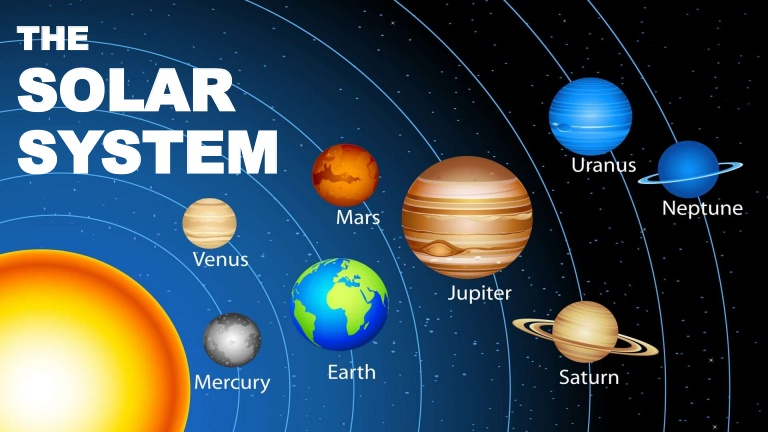 THE
SOLAR
SYSTEM
Uranus
Neptune
Mars
Venus
Jupiter
Earth
Mercury
Saturn